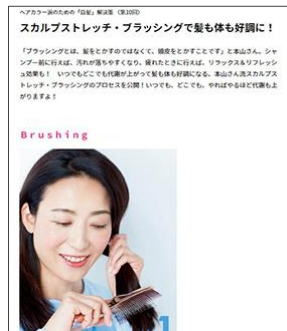 ヘアカラー派のための「白髪」解決策（第10回）
スカルプストレッチ・ブラッシングで髪も体も好調に！
「ブラッシングとは、髪をとかすのではなくて、頭皮をとかすことです」と本山さん。シャ
ンプー前に行えば、汚れが落ちやすくなり、疲れたときに行えば、リラックス＆リフレッシ
ュ効果も！　いつでもどこでも代謝が上がって髪も体も好調になる、本山さん流スカルプス
トレッチ・ブラッシングのプロセスを公開！いつでも、どこでも、やればやるほど代謝も上
がりますよ！
Brushing
1